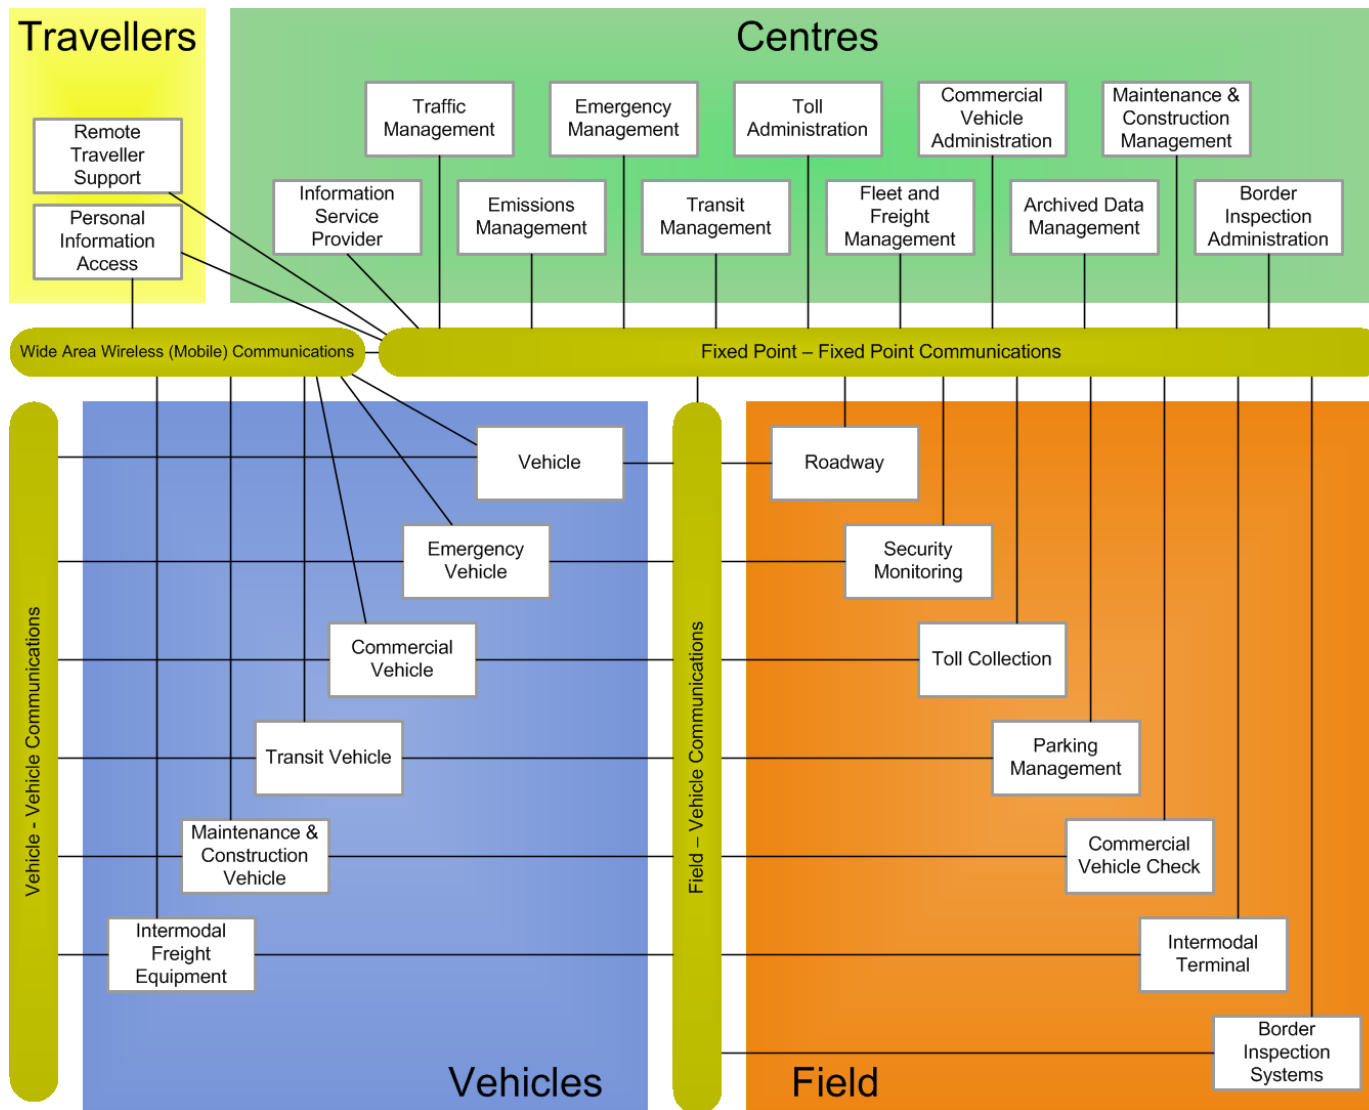 Travellers
Centres
Traffic
Management
Emergency
Management
Toll
Administration
Commercial
Vehicle
Administration
Maintenance &
Construction
Management
Remote
Traveller
Support
Personal
Information
Access
Information
Service
Provider
Emissions
Management
Transit
Management
Fleet and
Freight
Management
Archived Data
Management
Border
Inspection
Administration
Wide Area Wireless (Mobile) Communications
Fixed Point – Fixed Point Communications
Vehicle - Vehicle Communications
Vehicle
Emergency
Vehicle
Commercial
Vehicle
Transit Vehicle
Maintenance &
Construction
Vehicle
Intermodal
Freight
Equipment
Vehicles
Field – Vehicle Communications
Roadway
Security
Monitoring
Toll Collection
Parking
Management
Commercial
Vehicle Check
Intermodal
Terminal
Border
Inspection
Systems
Field